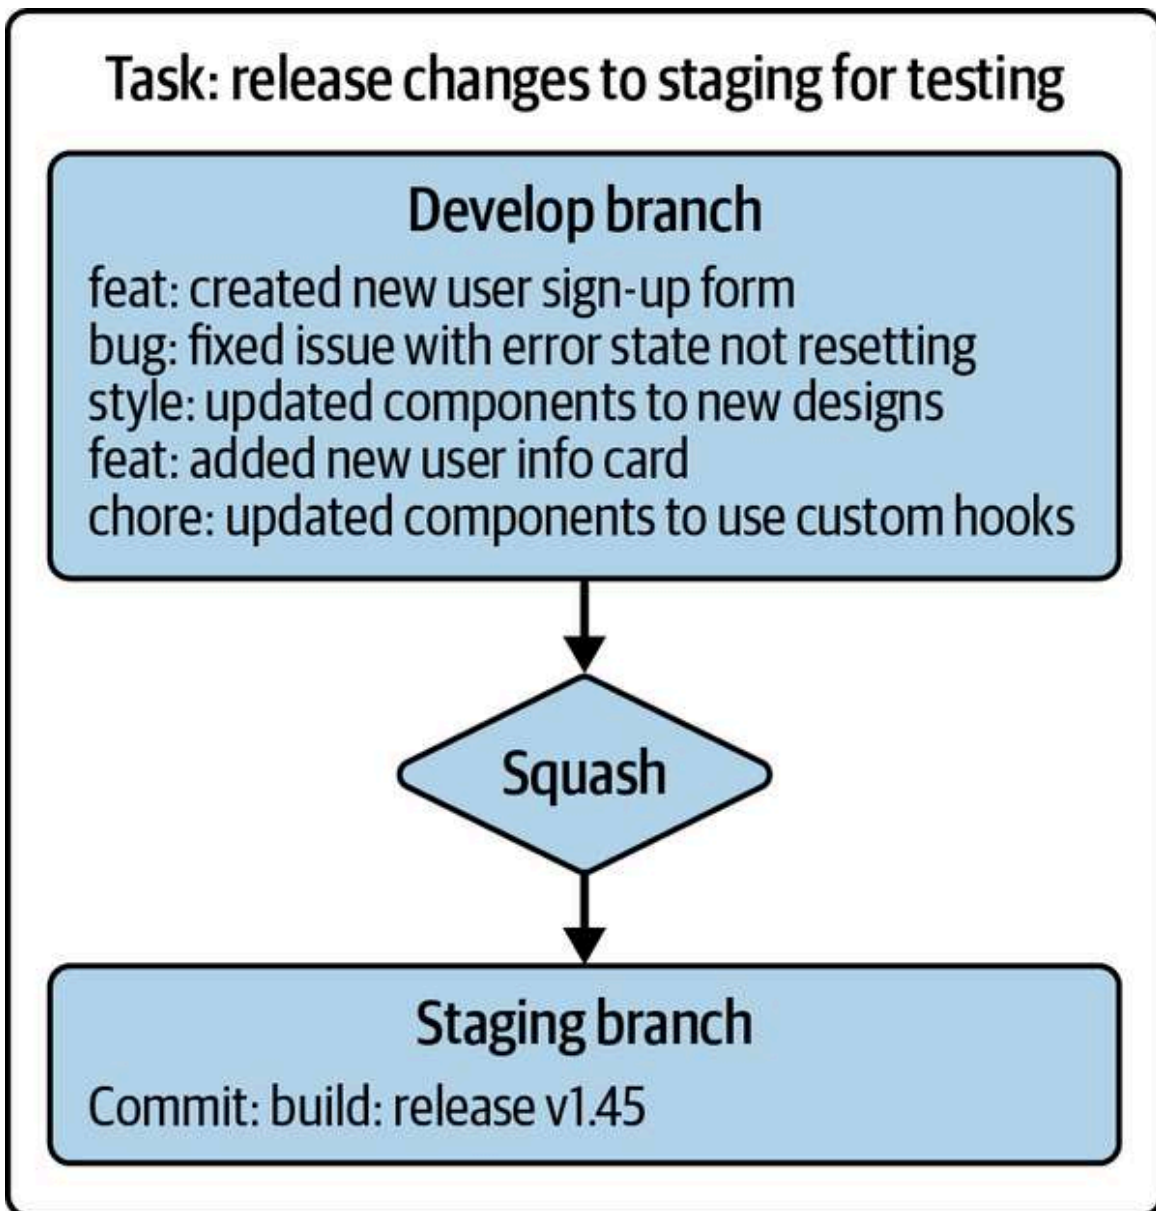 Task: release changes to staging for testing
Develop branch
feat: created new user sign-up form
bug: fixed issue with error state not resetting
style: updated components to new designs
feat: added new user info card
chore: updated components to use custom hooks
Squash
Staging branch
Commit: build: release v1.45